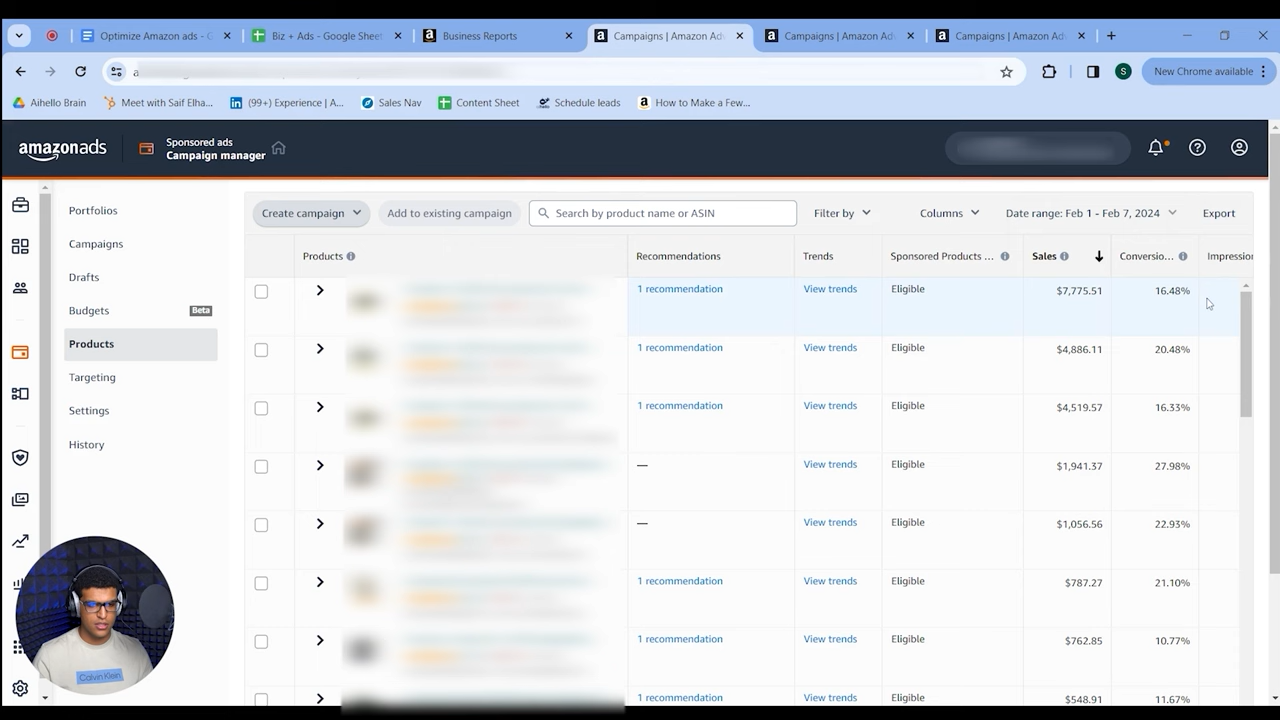 Optimize Amazon ads - G
Biz + Ads - Google Sheet
Business Reports
Campaigns | Amazon Ad
Campaigns | Amazon Ad
Campaigns | Amazon Ad
New Chrome available
Aihello Brain
Meet with Saif Elha...
(99+) Experience | A...
Sales Nav
Content Sheet
Schedule leads
How to Make a Few...
amazonads
Sponsored ads
Campaign manager
Portfolios
Campaigns
Drafts
Budgets
Beta
Products
Targeting
Settings
History
Create campaign
Add to existing campaign
Search by product name or ASIN
Filter by
Columns
Date range: Feb 1 - Feb 7, 2024
Export
Products
Recommendations
Trends
Sponsored Products ...
Sales
Conversio...
Impression
1 recommendation View trends Eligible $7,775.51 16.48%
1 recommendation View trends Eligible $4,886.11 20.48%
1 recommendation View trends Eligible $4,519.57 16.33%
— View trends Eligible $1,941.37 27.98%
— View trends Eligible $1,056.56 22.93%
1 recommendation View trends Eligible $787.27 21.10%
1 recommendation View trends Eligible $762.85 10.77%
1 recommendation View trends Eligible $548.91 11.67%
Calvin Klein